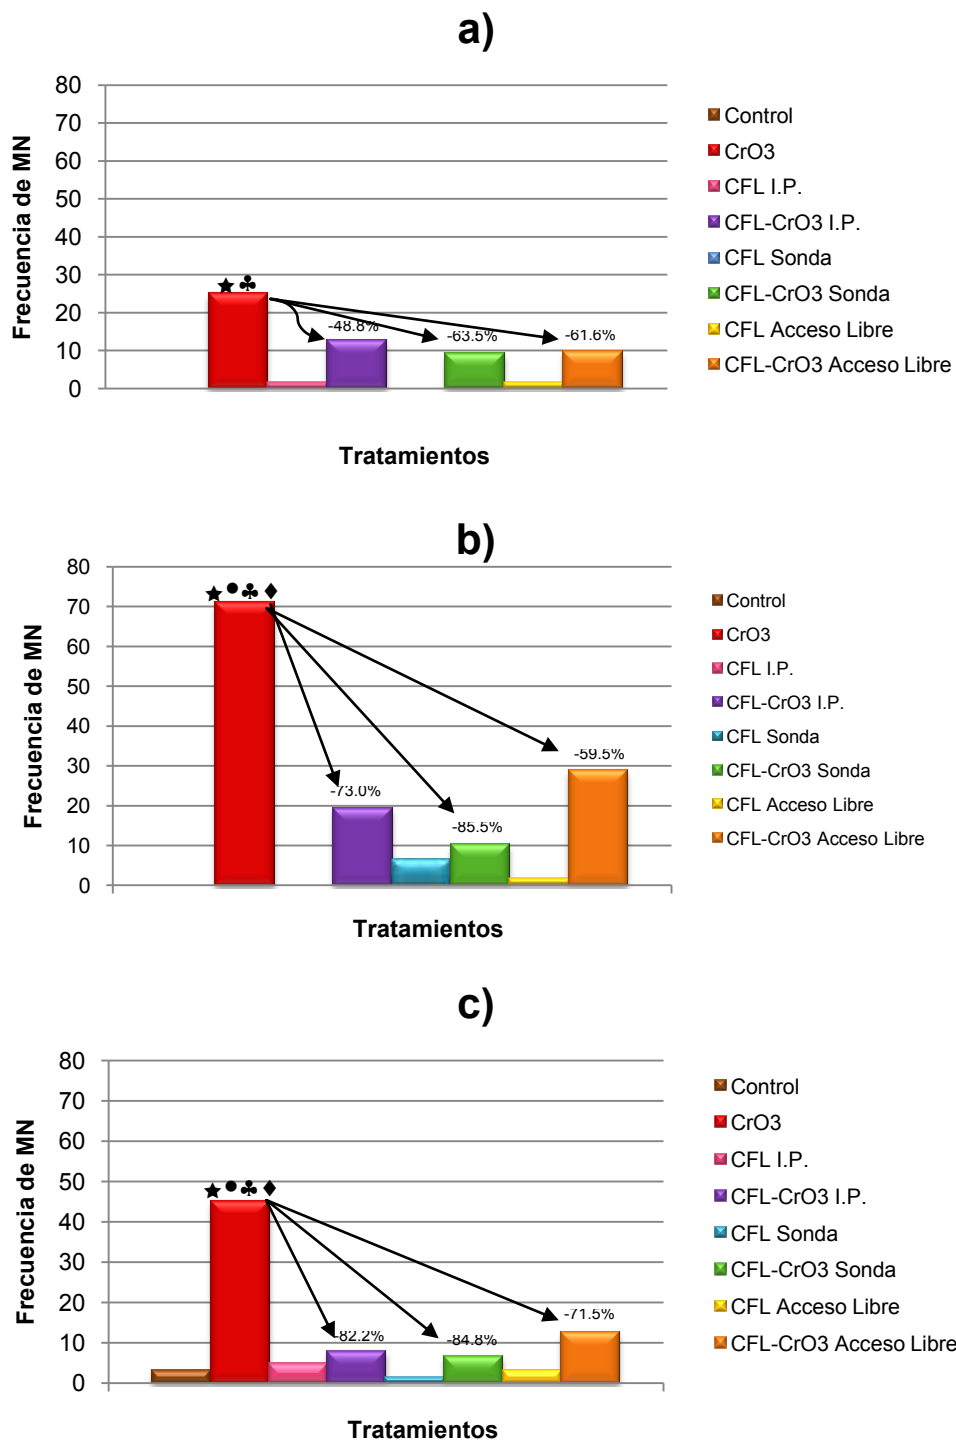 a)
Frecuencia de MN
80
70
60
50
40
30
20
10
0
★♣
-48.8%
-63.5%
-61.6%
Tratamientos
Control
CrO3
CFL I.P.
CFL-CrO3 I.P.
CFL Sonda
CFL-CrO3 Sonda
CFL Acceso Libre
CFL-CrO3 Acceso Libre
b)
Frecuencia de MN
80
70
60
50
40
30
20
10
0
★●♣♦
-73.0%
-85.5%
-59.5%
Tratamientos
Control
CrO3
CFL I.P.
CFL-CrO3 I.P.
CFL Sonda
CFL-CrO3 Sonda
CFL Acceso Libre
CFL-CrO3 Acceso Libre
c)
Frecuencia de MN
80
70
60
50
40
30
20
10
0
★●♣♦
-82.2%
-84.8%
-71.5%
Tratamientos
Control
CrO3
CFL I.P.
CFL-CrO3 I.P.
CFL Sonda
CFL-CrO3 Sonda
CFL Acceso Libre
CFL-CrO3 Acceso Libre